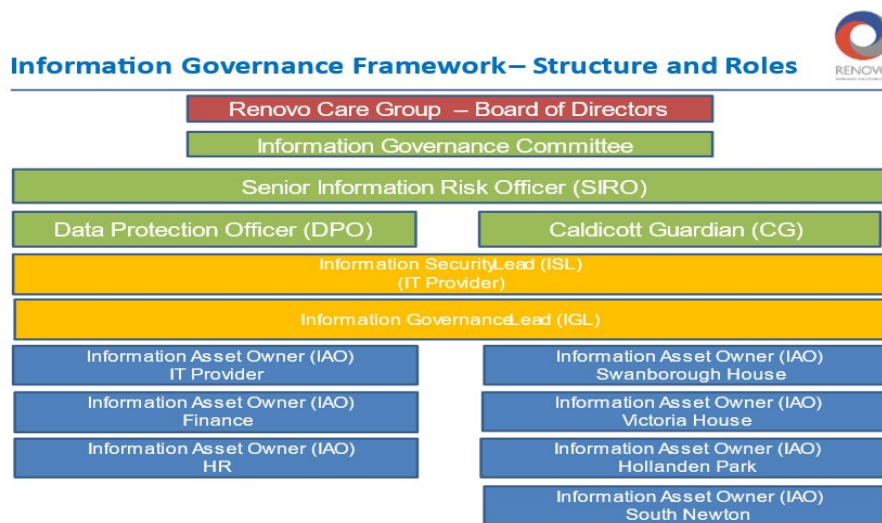 Information Governance Framework– Structure and Roles
RENOVO
Renovo Care Group – Board of Directors
Information Governance Committee
Senior Information Risk Officer (SIRO)
Data Protection Officer (DPO)
Caldicott Guardian (CG)
Information SecurityLead (ISL)
(IT Provider)
Information GovernanceLead (IGL)
Information Asset Owner (IAO)
IT Provider
Information Asset Owner (IAO)
Swanborough House
Information Asset Owner (IAO)
Finance
Information Asset Owner (IAO)
Victoria House
Information Asset Owner (IAO)
HR
Information Asset Owner (IAO)
Hollanden Park
Information Asset Owner (IAO)
South Newton